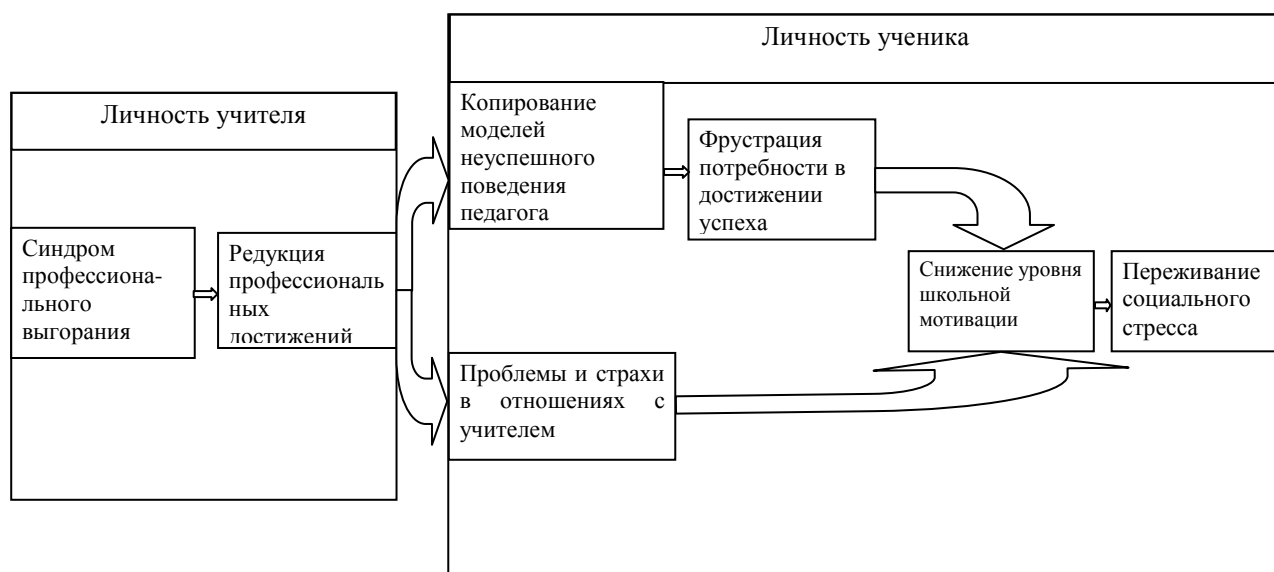 Личность ученика
Личность учителя
Синдром
профессиона-
льного
выгорания
Редукция
профессиональ
ных
достижений
Копирование
моделей
неуспешного
поведения
педагога
Фрустрация
потребности в
достижении
успеха
Проблемы и страхи
в отношениях с
учителем
Снижение уровня
школьной
мотивации
Переживание
социального
стресса